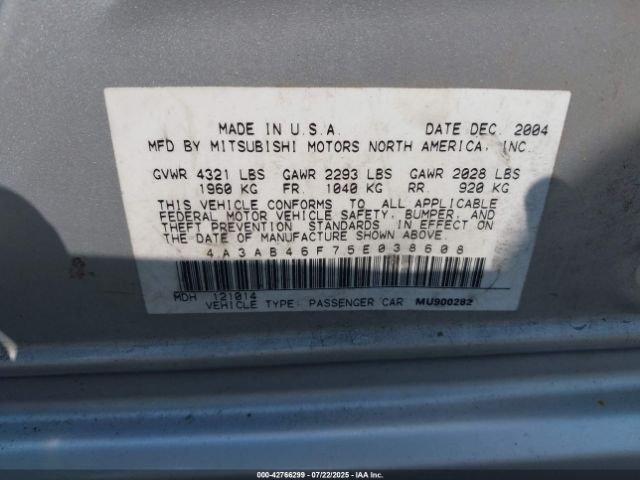 MADE IN U.S.A. DATE DEC. 2004
MFD BY MITSUBISHI MOTORS NORTH AMERICA, INC.
GVWR 4321 LBS GAWR 2293 LBS GAWR 2028 LBS
1960 KG FR. 1040 KG RR. 920 KG
THIS VEHICLE CONFORMS TO ALL APPLICABLE
FEDERAL MOTOR VEHICLE SAFETY, BUMPER, AND
THEFT PREVENTION STANDARDS IN EFFECT ON
THE DATE OF MANUFACTURE SHOWN ABOVE.
4A3AB46F75E038608
MDH 121014
VEHICLE TYPE: PASSENGER CAR MU900282
000-42766299 - 07/22/2025 - IAAI.com